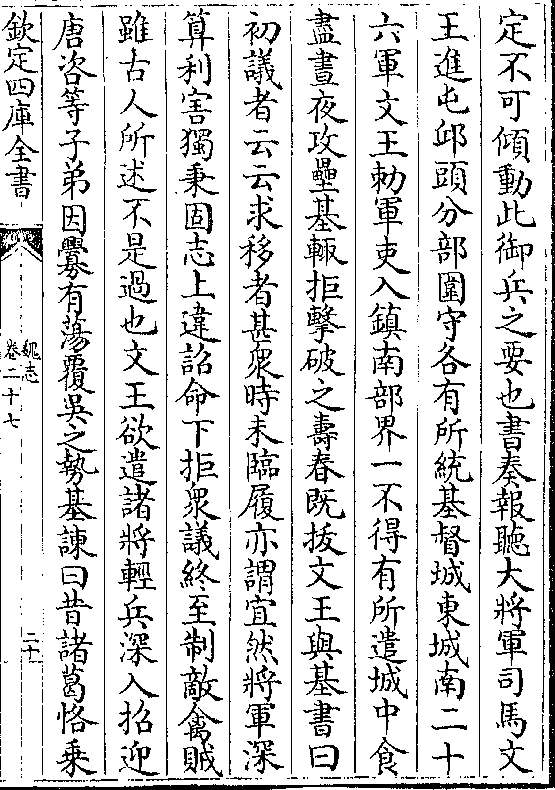 定不可傾動此御兵之要也書奏報聽大將軍司馬文
王進屯邱頭分部圍守各有所統基督城東城南二十
六軍文王勅軍吏入鎮南部界一不得有所遣城中食
盡晝夜攻壘基輙拒擊破之壽春既拔文王與基書曰
初議者云云求移者甚衆時未臨履亦謂宜然將軍深
算利害獨秉固志上違詔命下拒衆議終至制敵禽賊
雖古人所述不是過也文王欲遣諸將輕兵深入招迎
唐咨等子弟因釁有蕩覆吳之勢基諫曰昔諸葛恪乗
欽定四庫全書
魏志
卷二十七
二十